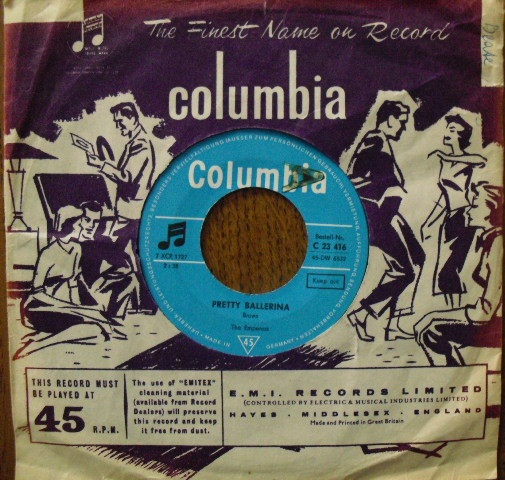 The Finest Name on Record
columbia
Columbia
Bestell-Nr.
C 23 416
45-DW 6522
PRETTY BALLERINA
Brown
MADE IN
45
GERMANY
THIS RECORD MUST
BE PLAYED AT
45
R.P.M.
The use of "EMITEX"
cleaning material
(available from Record
Dealers) will preserve
this record and keep
it free from dust.
E.M.I. RECORDS LIMITED
(CONTROLLED BY ELECTRIC & MUSICAL INDUSTRIES LIMITED)
HAYES · MIDDLESEX · ENGLAND
Made and Printed in Great Britain